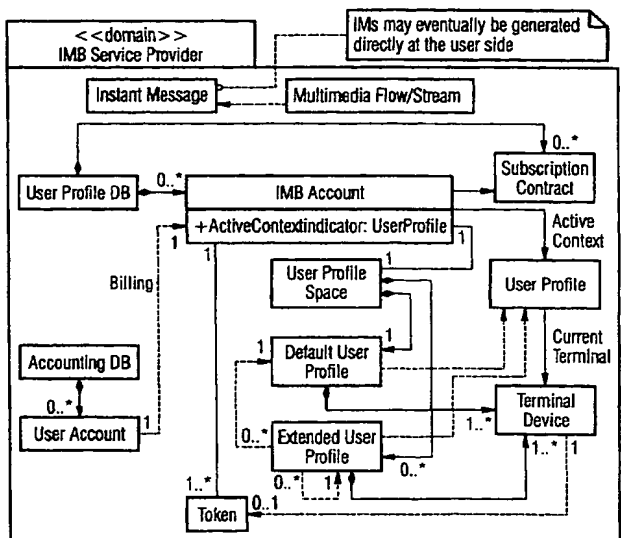 IMs may eventually be generated
directly at the user side
<<domain>>
IMB Service Provider
Instant Message
Multimedia Flow/Stream
0..*
Subscription
Contract
User Profile DB
0..*
IMB Account
+ActiveContextindicator: UserProfile
1
1
1
Active
Context
Billing
1
User Profile
Space
User Profile
1
1
Default User
Profile
Current
Terminal
Accounting DB
0..*
User Account
1
0..*
Extended User
Profile
1..*
Terminal
Device
0..*
0..*
1
1..*
1
1..*
0..1
Token